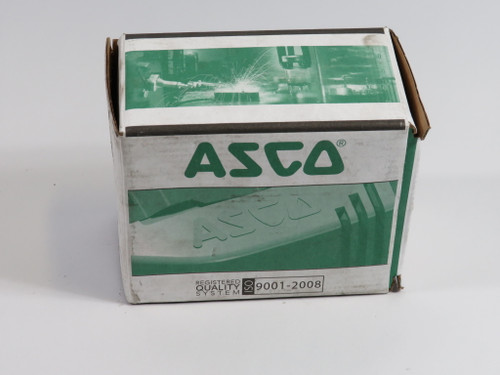 ASCO®
ASCO
REGISTERED
QUALITY
SYSTEM
ISO 9001-2008